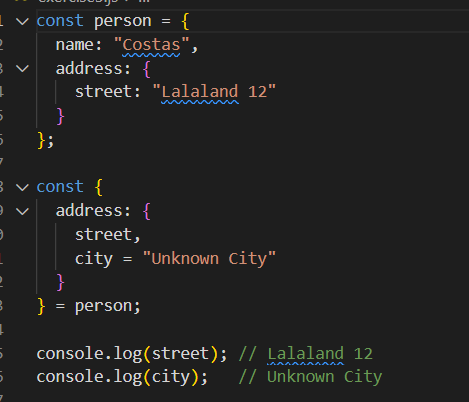 const person = {
  name: "Costas",
  address: {
    street: "Lalaland 12"
  }
};
const {
  address: {
    street,
    city = "Unknown City"
  }
} = person;
console.log(street); // Lalaland 12
console.log(city);   // Unknown City